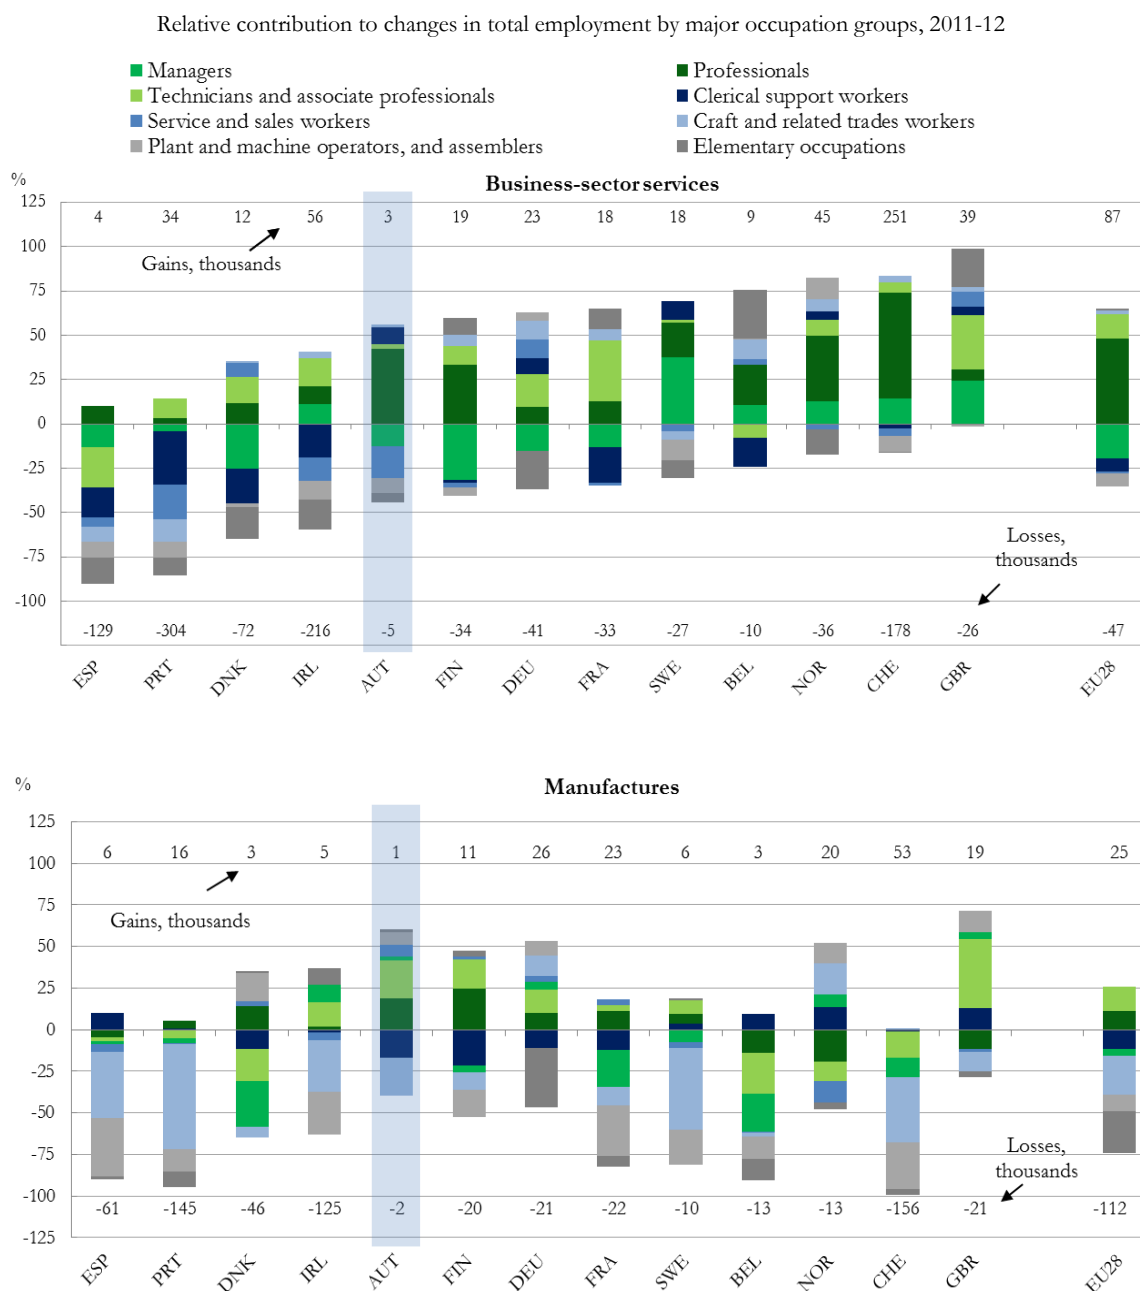 Relative contribution to changes in total employment by major occupation groups, 2011-12
Managers
Professionals
Technicians and associate professionals
Clerical support workers
Service and sales workers
Craft and related trades workers
Plant and machine operators, and assemblers
Elementary occupations
%
Business-sector services
125
4 34 12 56 3 19 23 18 18 9 45 251 39 87
100
Gains, thousands
75
50
25
0
-25
-50
Losses,
thousands
-75
-100
-129 -304 -72 -216 -5 -34 -41 -33 -27 -10 -36 -178 -26 -47
ESP PRT DNK IRL AUT FIN DEU FRA SWE BEL NOR CHE GBR EU28
%
Manufactures
125
6 16 3 5 1 11 26 23 6 3 20 53 19 25
100
Gains, thousands
75
50
25
0
-25
-50
-75
Losses,
thousands
-100
-61 -145 -46 -125 -2 -20 -21 -22 -10 -13 -13 -156 -21 -112
-125
ESP PRT DNK IRL AUT FIN DEU FRA SWE BEL NOR CHE GBR EU28